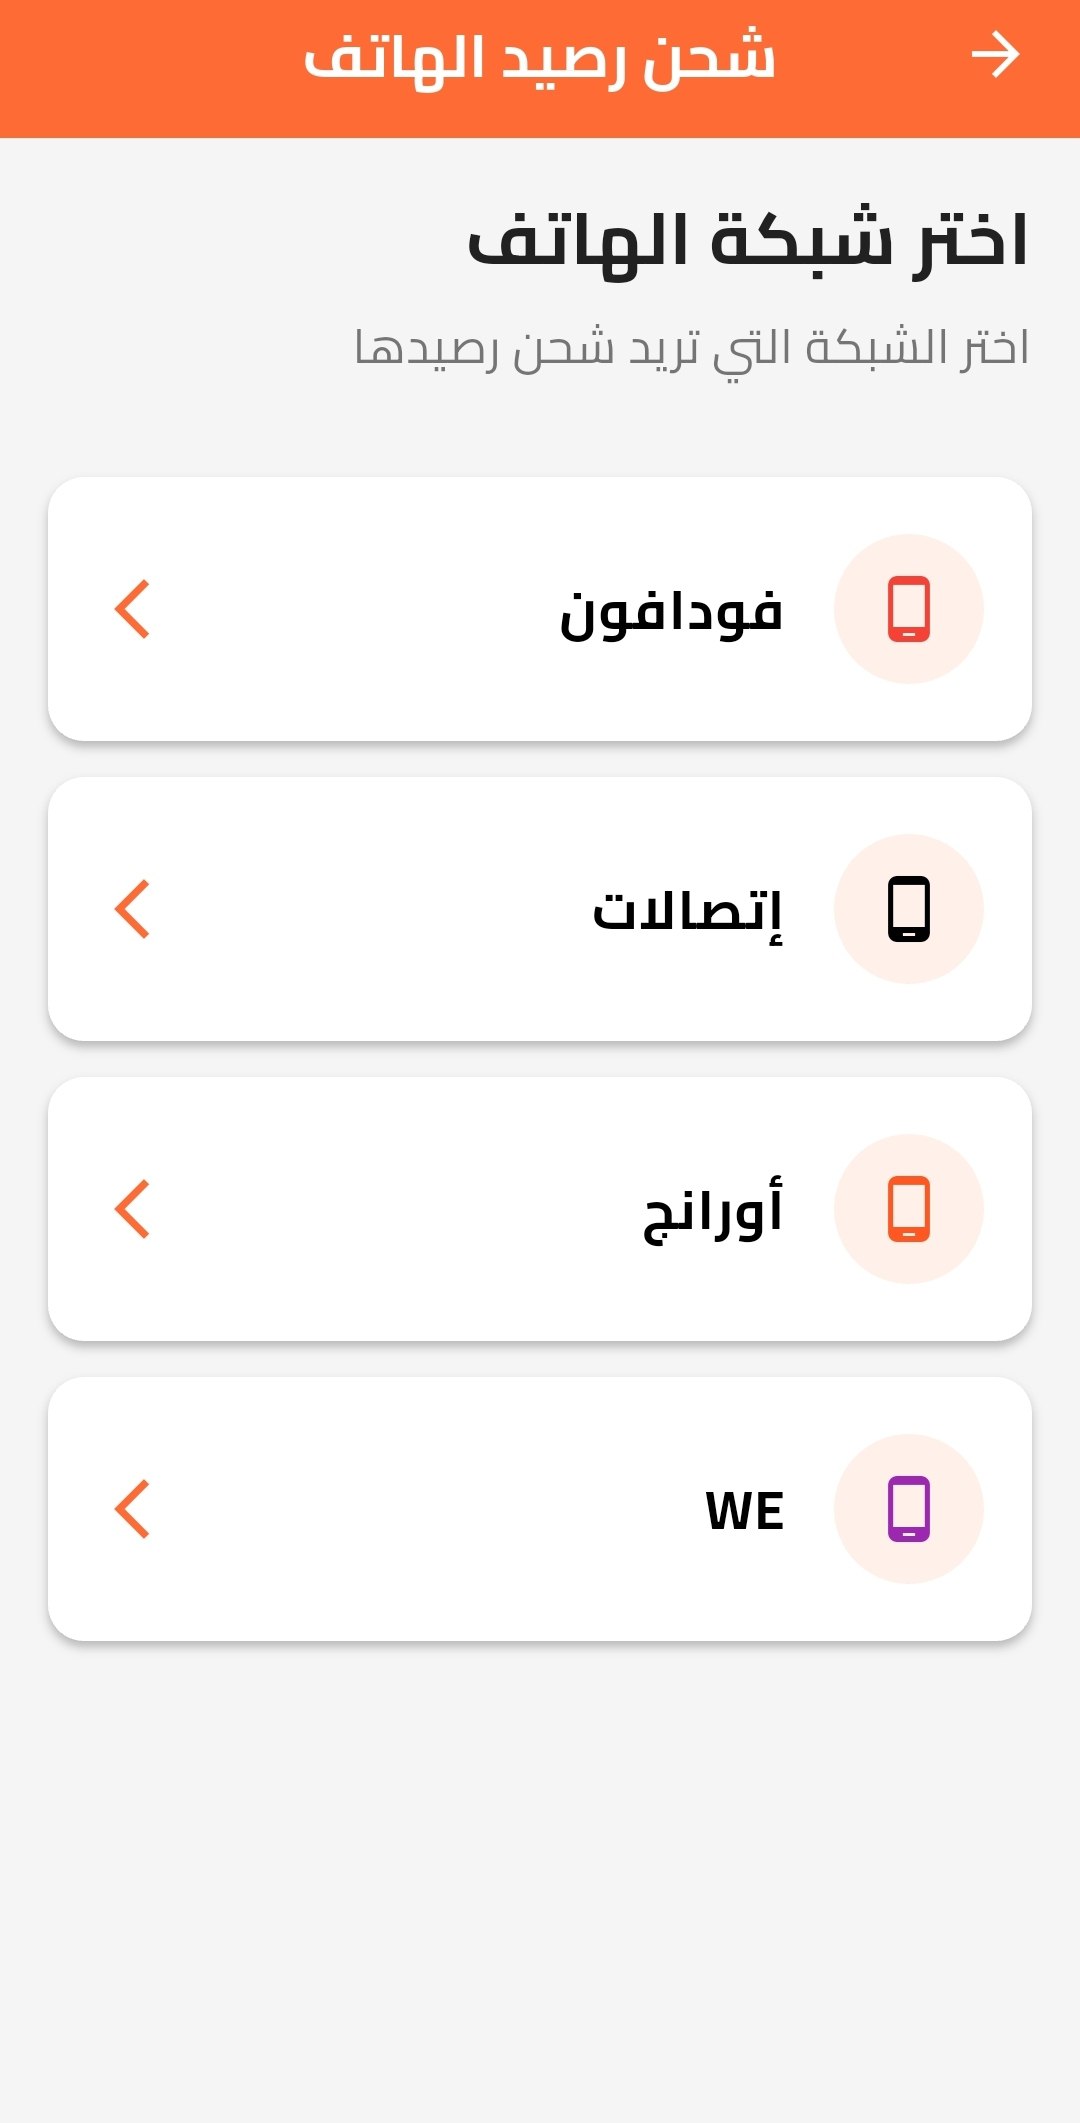 شحن رصيد الهاتف
اختر شبكة الهاتف
اختر الشبكة التي تريد شحن رصيدها
فودافون
إتصالات
أورانج
WE